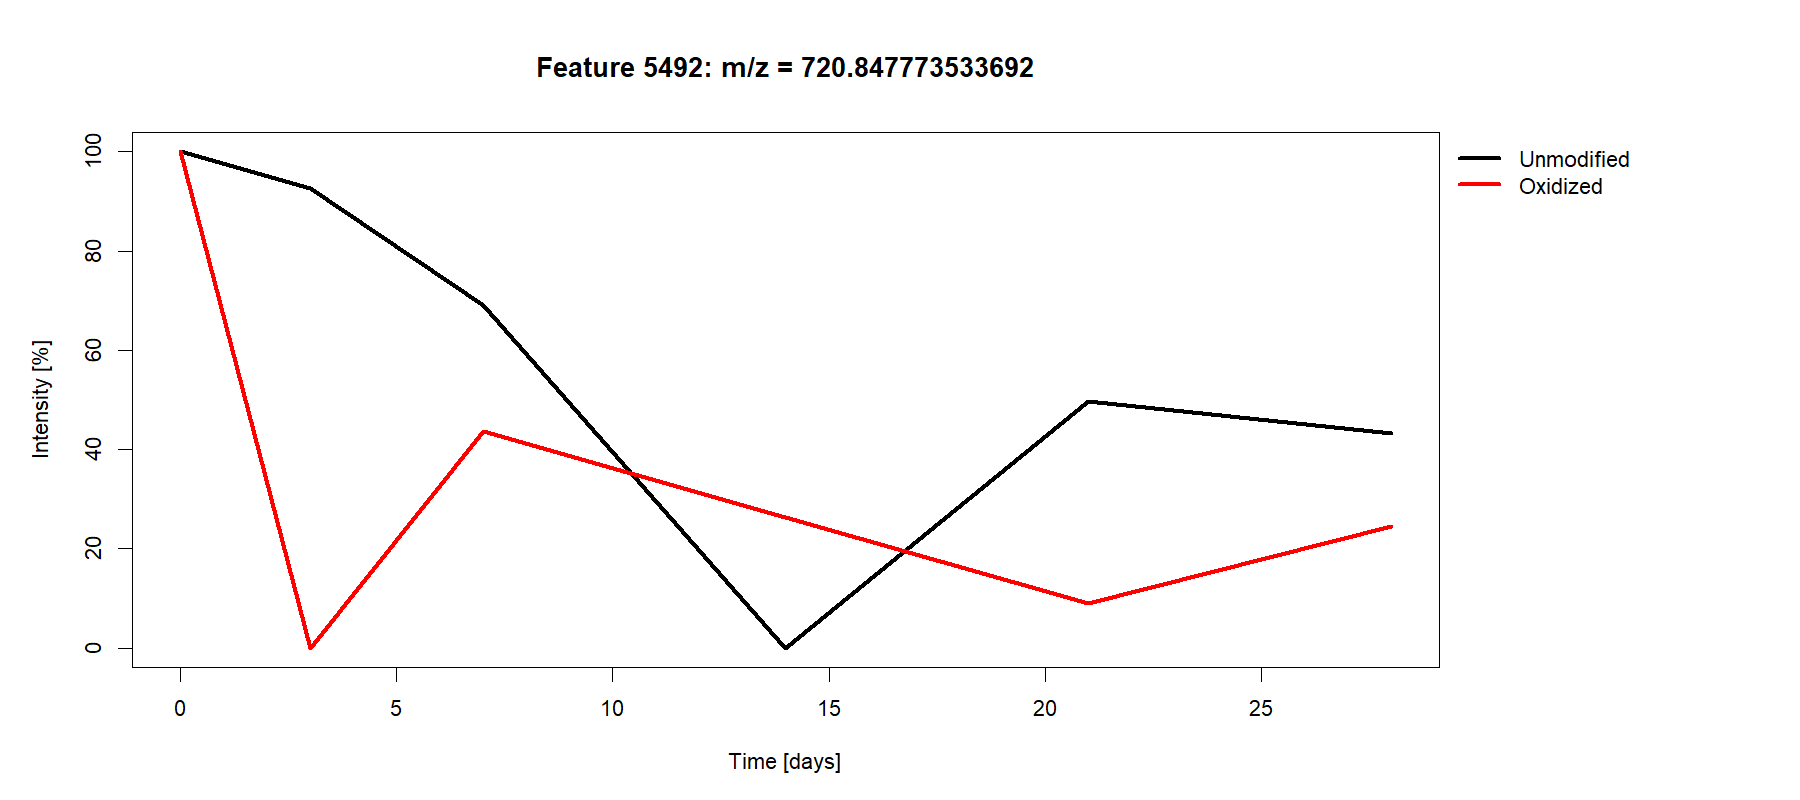 Feature 5492: m/z = 720.847773533692
Unmodified
Oxidized
100
80
60
40
20
0
Intensity [%]
0 5 10 15 20 25
Time [days]